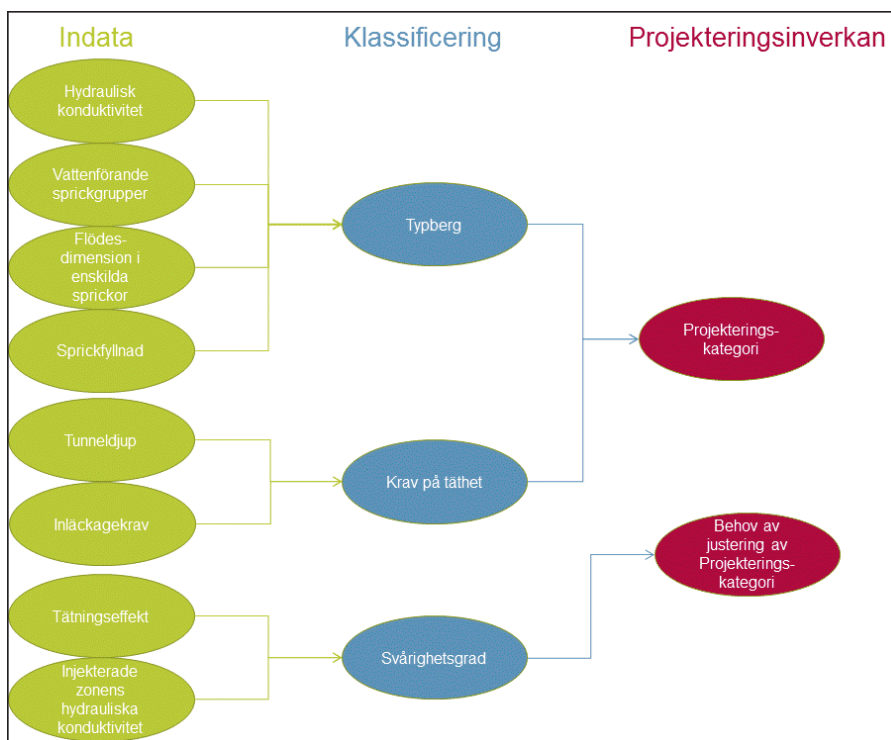 Indata
Klassificering
Projekteringsinverkan
Hydraulisk
konduktivitet
Vattenförande
sprickgrupper
Flödes-
dimension i
enskilda
sprickor
Sprickfyllnad
Tunneldjup
Inläckagekrav
Tätningseffekt
Injekterade
zonens
hydrauliska
konduktivitet
Typberg
Krav på täthet
Svårighetsgrad
Projekterings-
kategori
Behov av
justering av
Projekterings-
kategori